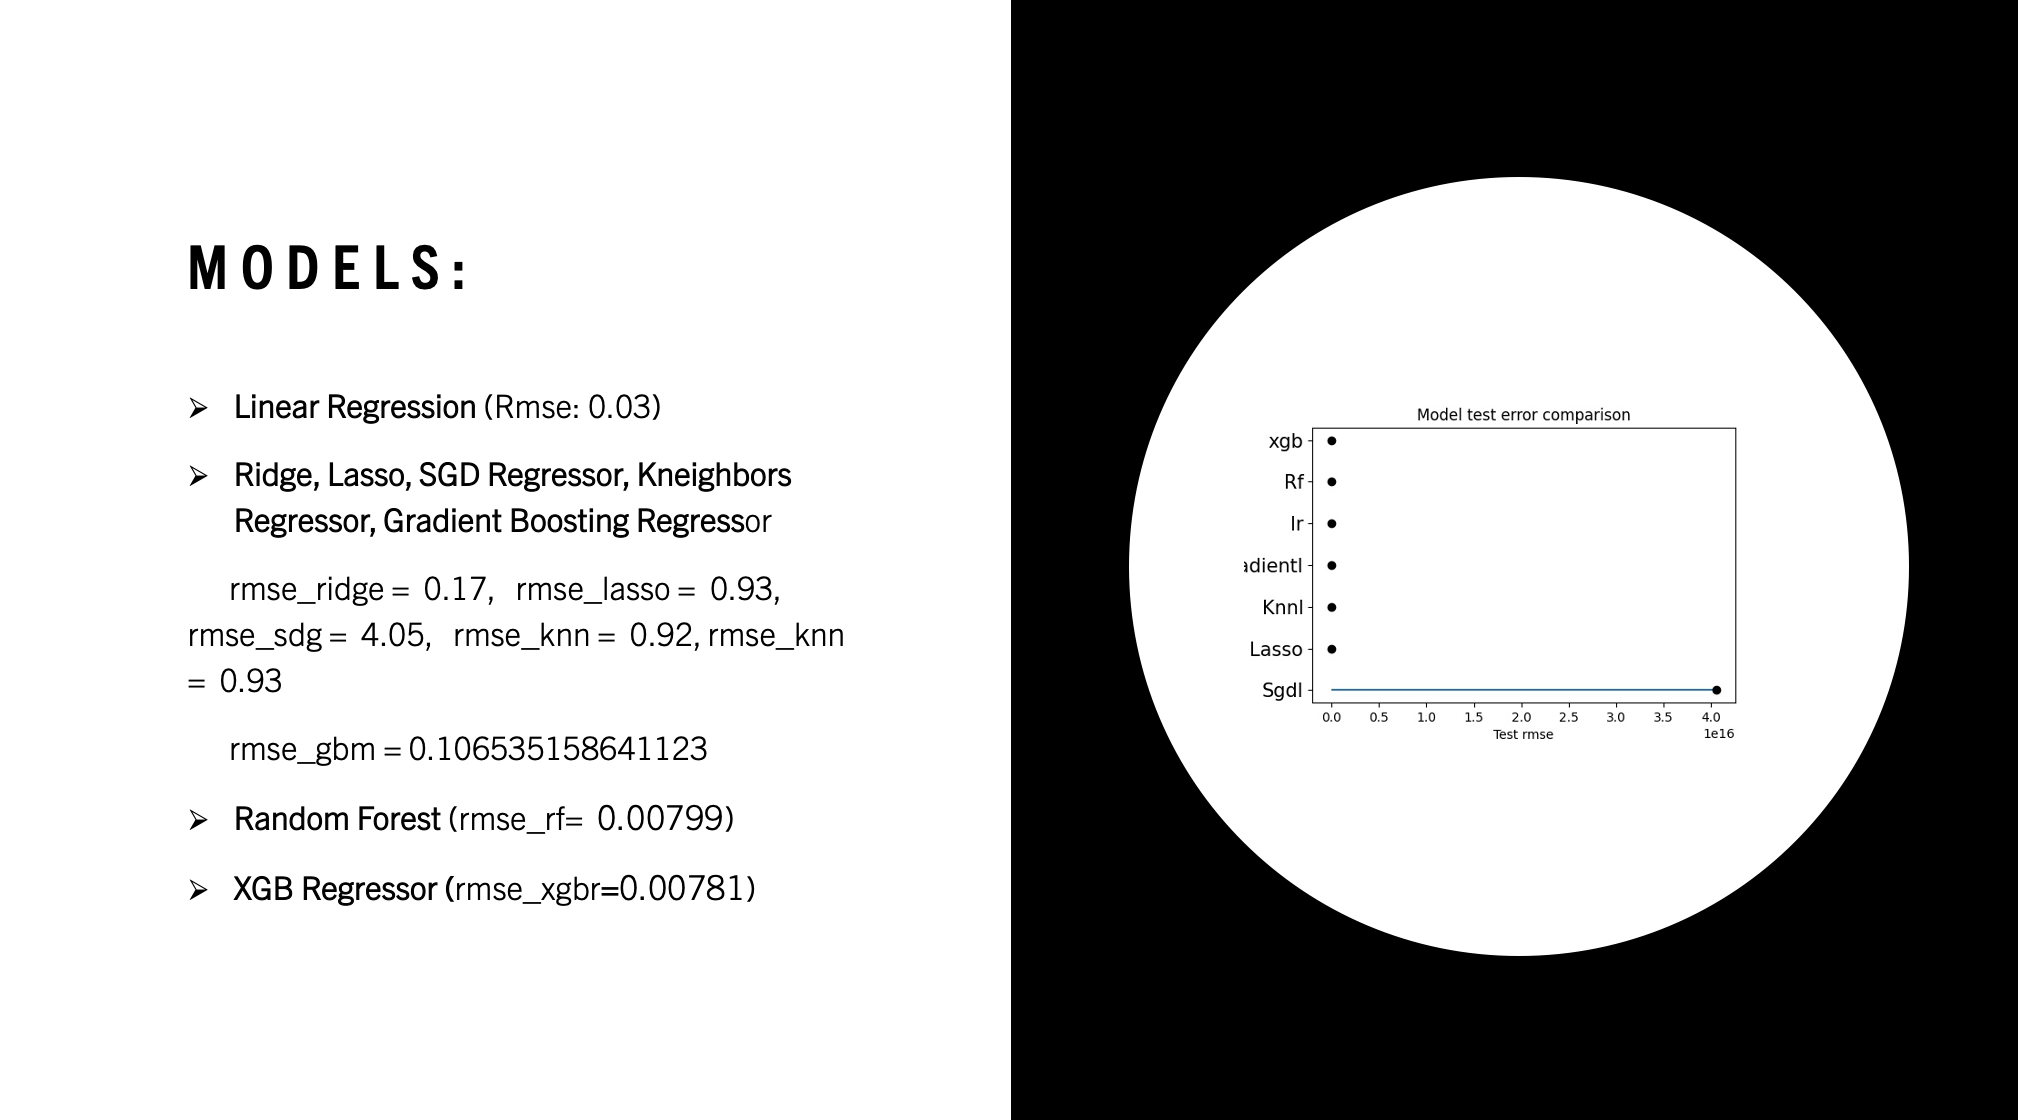 MODELS:
➢ Linear Regression (Rmse: 0.03)
➢ Ridge, Lasso, SGD Regressor, Kneighbors
Regressor, Gradient Boosting Regressor
rmse_ridge = 0.17, rmse_lasso = 0.93,
rmse_sdg = 4.05, rmse_knn = 0.92, rmse_knn
= 0.93
rmse_gbm = 0.106535158641123
➢ Random Forest (rmse_rf= 0.00799)
➢ XGB Regressor (rmse_xgbr=0.00781)
Model test error comparison
xgb
Rf
lr
adientl
Knnl
Lasso
Sgdl
0.0 0.5 1.0 1.5 2.0 2.5 3.0 3.5 4.0
Test rmse 1e16